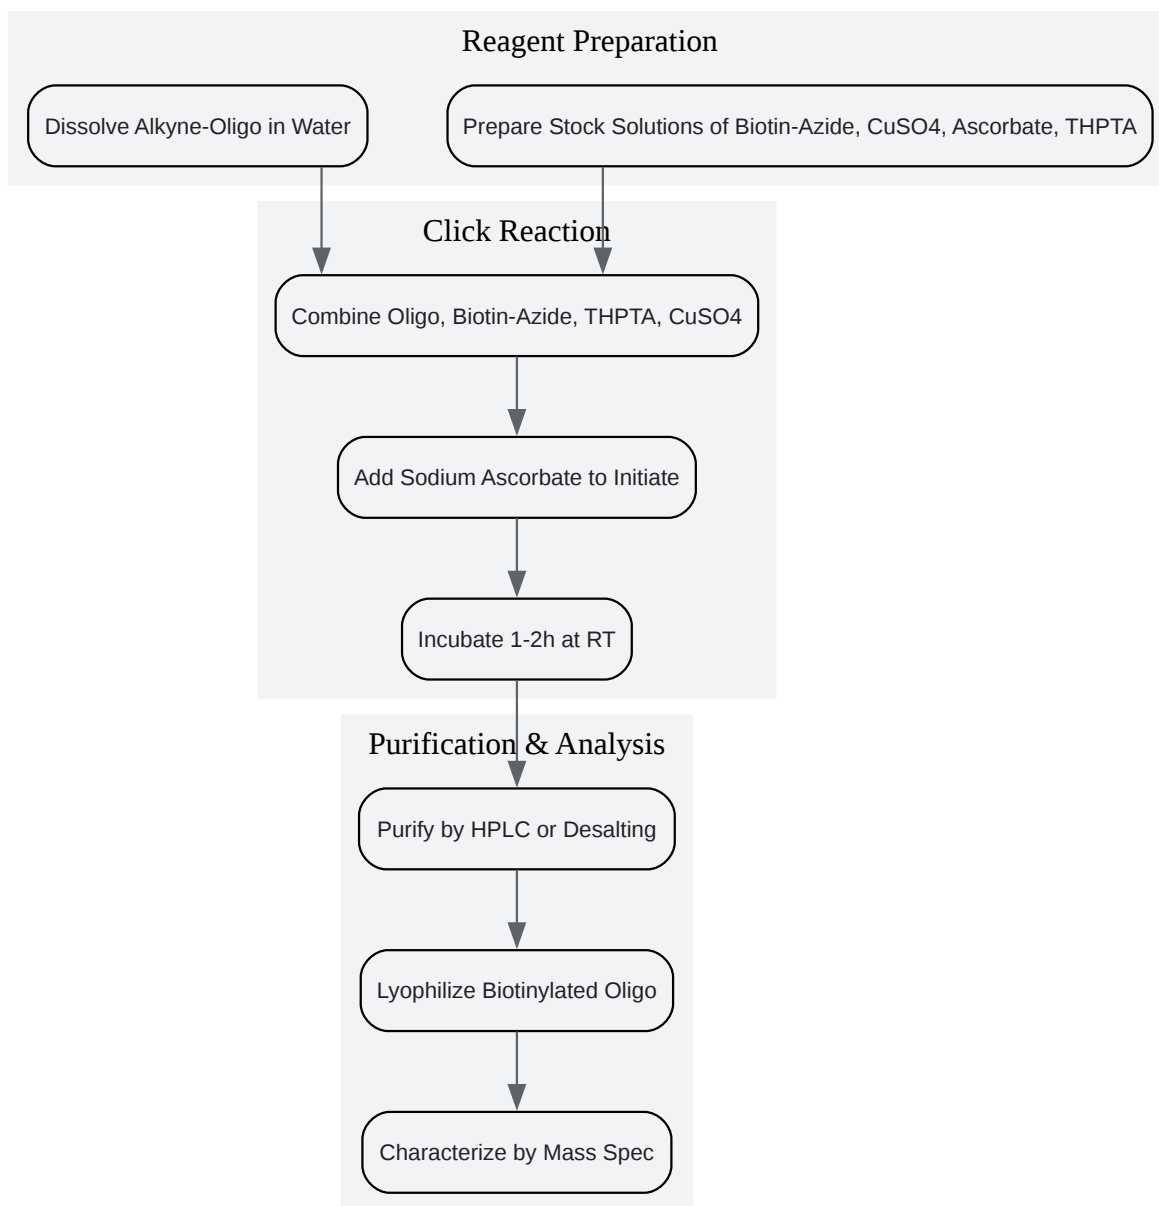 Reagent Preparation
Dissolve Alkyne-Oligo in Water
Prepare Stock Solutions of Biotin-Azide, CuSO4, Ascorbate, THPTA
Click Reaction
Combine Oligo, Biotin-Azide, THPTA, CuSO4
Add Sodium Ascorbate to Initiate
Incubate 1-2h at RT
Purification & Analysis
Purify by HPLC or Desalting
Lyophilize Biotinylated Oligo
Characterize by Mass Spec